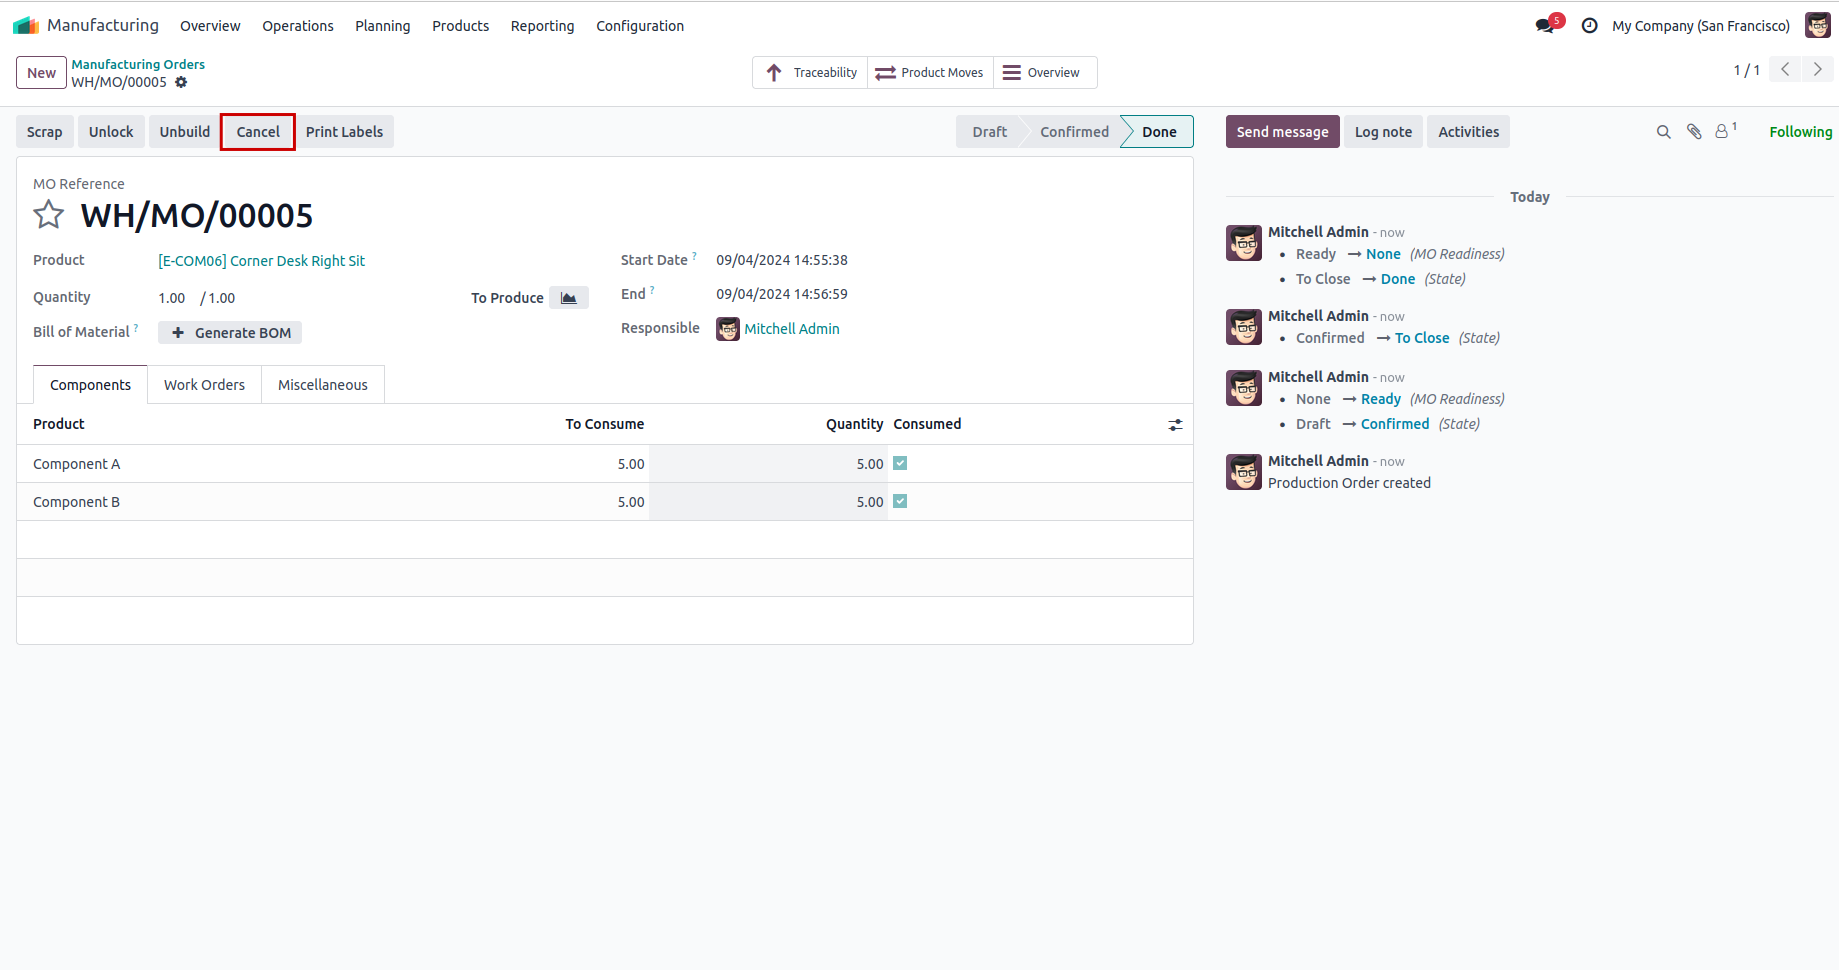 Manufacturing Overview Operations Planning Products Reporting Configuration 5 My Company (San Francisco)
New Manufacturing Orders
WH/MO/00005
Traceability Product Moves Overview 1 / 1
Scrap Unlock Unbuild Cancel Print Labels Draft Confirmed Done Send message Log note Activities 1 Following
MO Reference
WH/MO/00005
Product [E-COM06] Corner Desk Right Sit
Quantity 1.00 / 1.00 To Produce
Bill of Material ? Generate BOM
Start Date ? 09/04/2024 14:55:38
End ? 09/04/2024 14:56:59
Responsible Mitchell Admin
Components Work Orders Miscellaneous
Product To Consume Quantity Consumed
Component A 5.00 5.00
Component B 5.00 5.00
Today
Mitchell Admin - now
• Ready → None (MO Readiness)
• To Close → Done (State)
Mitchell Admin - now
• Confirmed → To Close (State)
Mitchell Admin - now
• None → Ready (MO Readiness)
• Draft → Confirmed (State)
Mitchell Admin - now
Production Order created